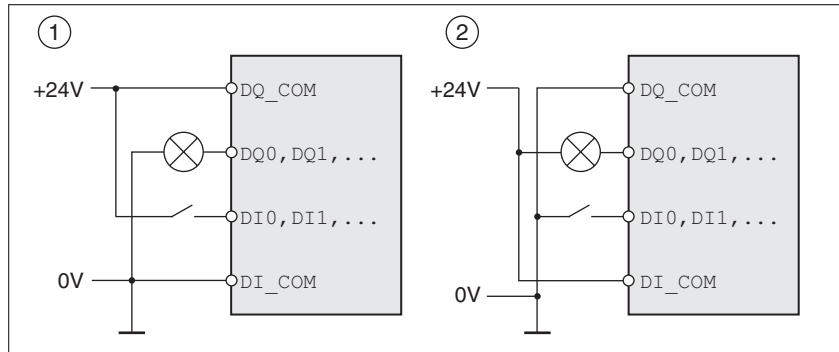 1
+24V
DQ_COM
DQ0,DQ1,...
DI0,DI1,...
0V
DI_COM
2
+24V
DQ_COM
DQ0,DQ1,...
DI0,DI1,...
DI_COM
0V